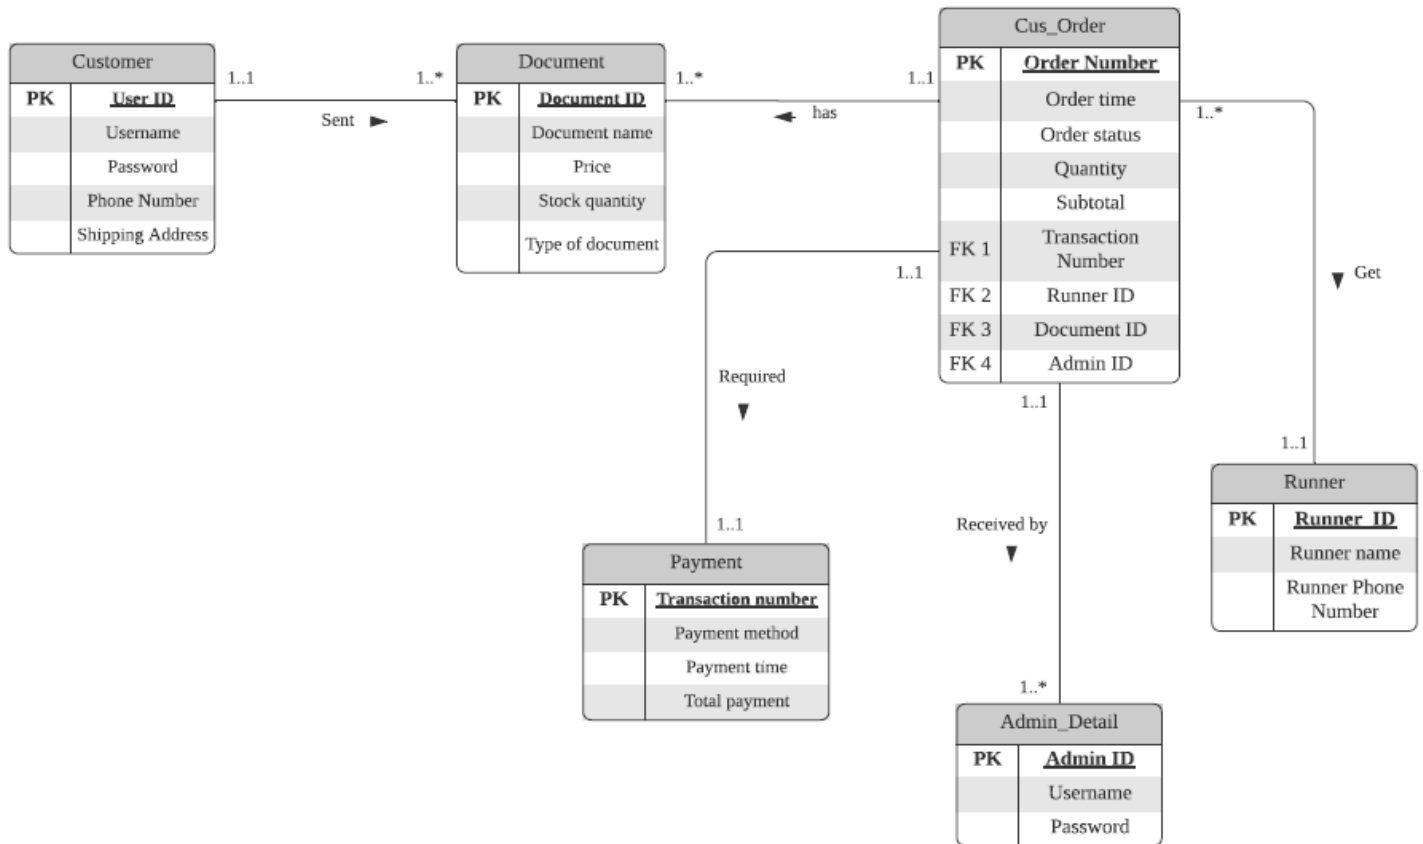 Customer
PK User ID
Username
Password
Phone Number
Shipping Address
1..1
1..*
Sent
Document
PK Document ID
Document name
Price
Stock quantity
Type of document
1..*
1..1
has
Cus_Order
PK Order Number
Order time
Order status
Quantity
Subtotal
FK 1 Transaction
Number
FK 2 Runner ID
FK 3 Document ID
FK 4 Admin ID
1..*
Get
1..1
1..1
Required
1..1
1..1
Received by
1..*
Runner
PK Runner_ID
Runner name
Runner Phone
Number
Payment
PK Transaction number
Payment method
Payment time
Total payment
Admin_Detail
PK Admin ID
Username
Password